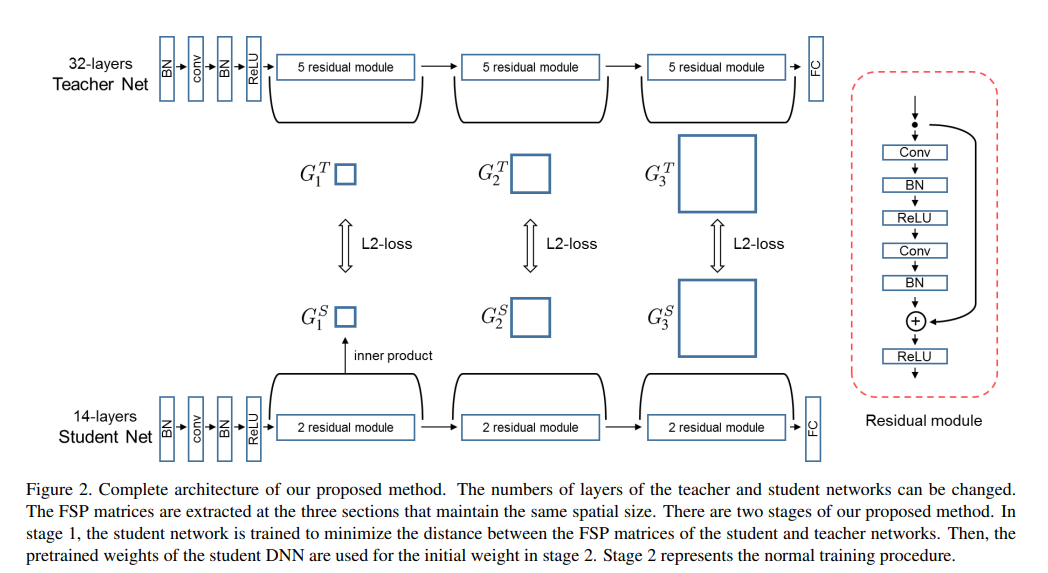 32-layers
Teacher Net
BN
conv
BN
ReLU
5 residual module
5 residual module
5 residual module
FC
G_1^T
G_2^T
G_3^T
L2-loss
L2-loss
L2-loss
G_1^S
G_2^S
G_3^S
inner product
14-layers
Student Net
BN
conv
BN
ReLU
2 residual module
2 residual module
2 residual module
FC
Conv
BN
ReLU
Conv
BN
+
ReLU
Residual module
Figure 2. Complete architecture of our proposed method. The numbers of layers of the teacher and student networks can be changed.
The FSP matrices are extracted at the three sections that maintain the same spatial size. There are two stages of our proposed method. In
stage 1, the student network is trained to minimize the distance between the FSP matrices of the student and teacher networks. Then, the
pretrained weights of the student DNN are used for the initial weight in stage 2. Stage 2 represents the normal training procedure.